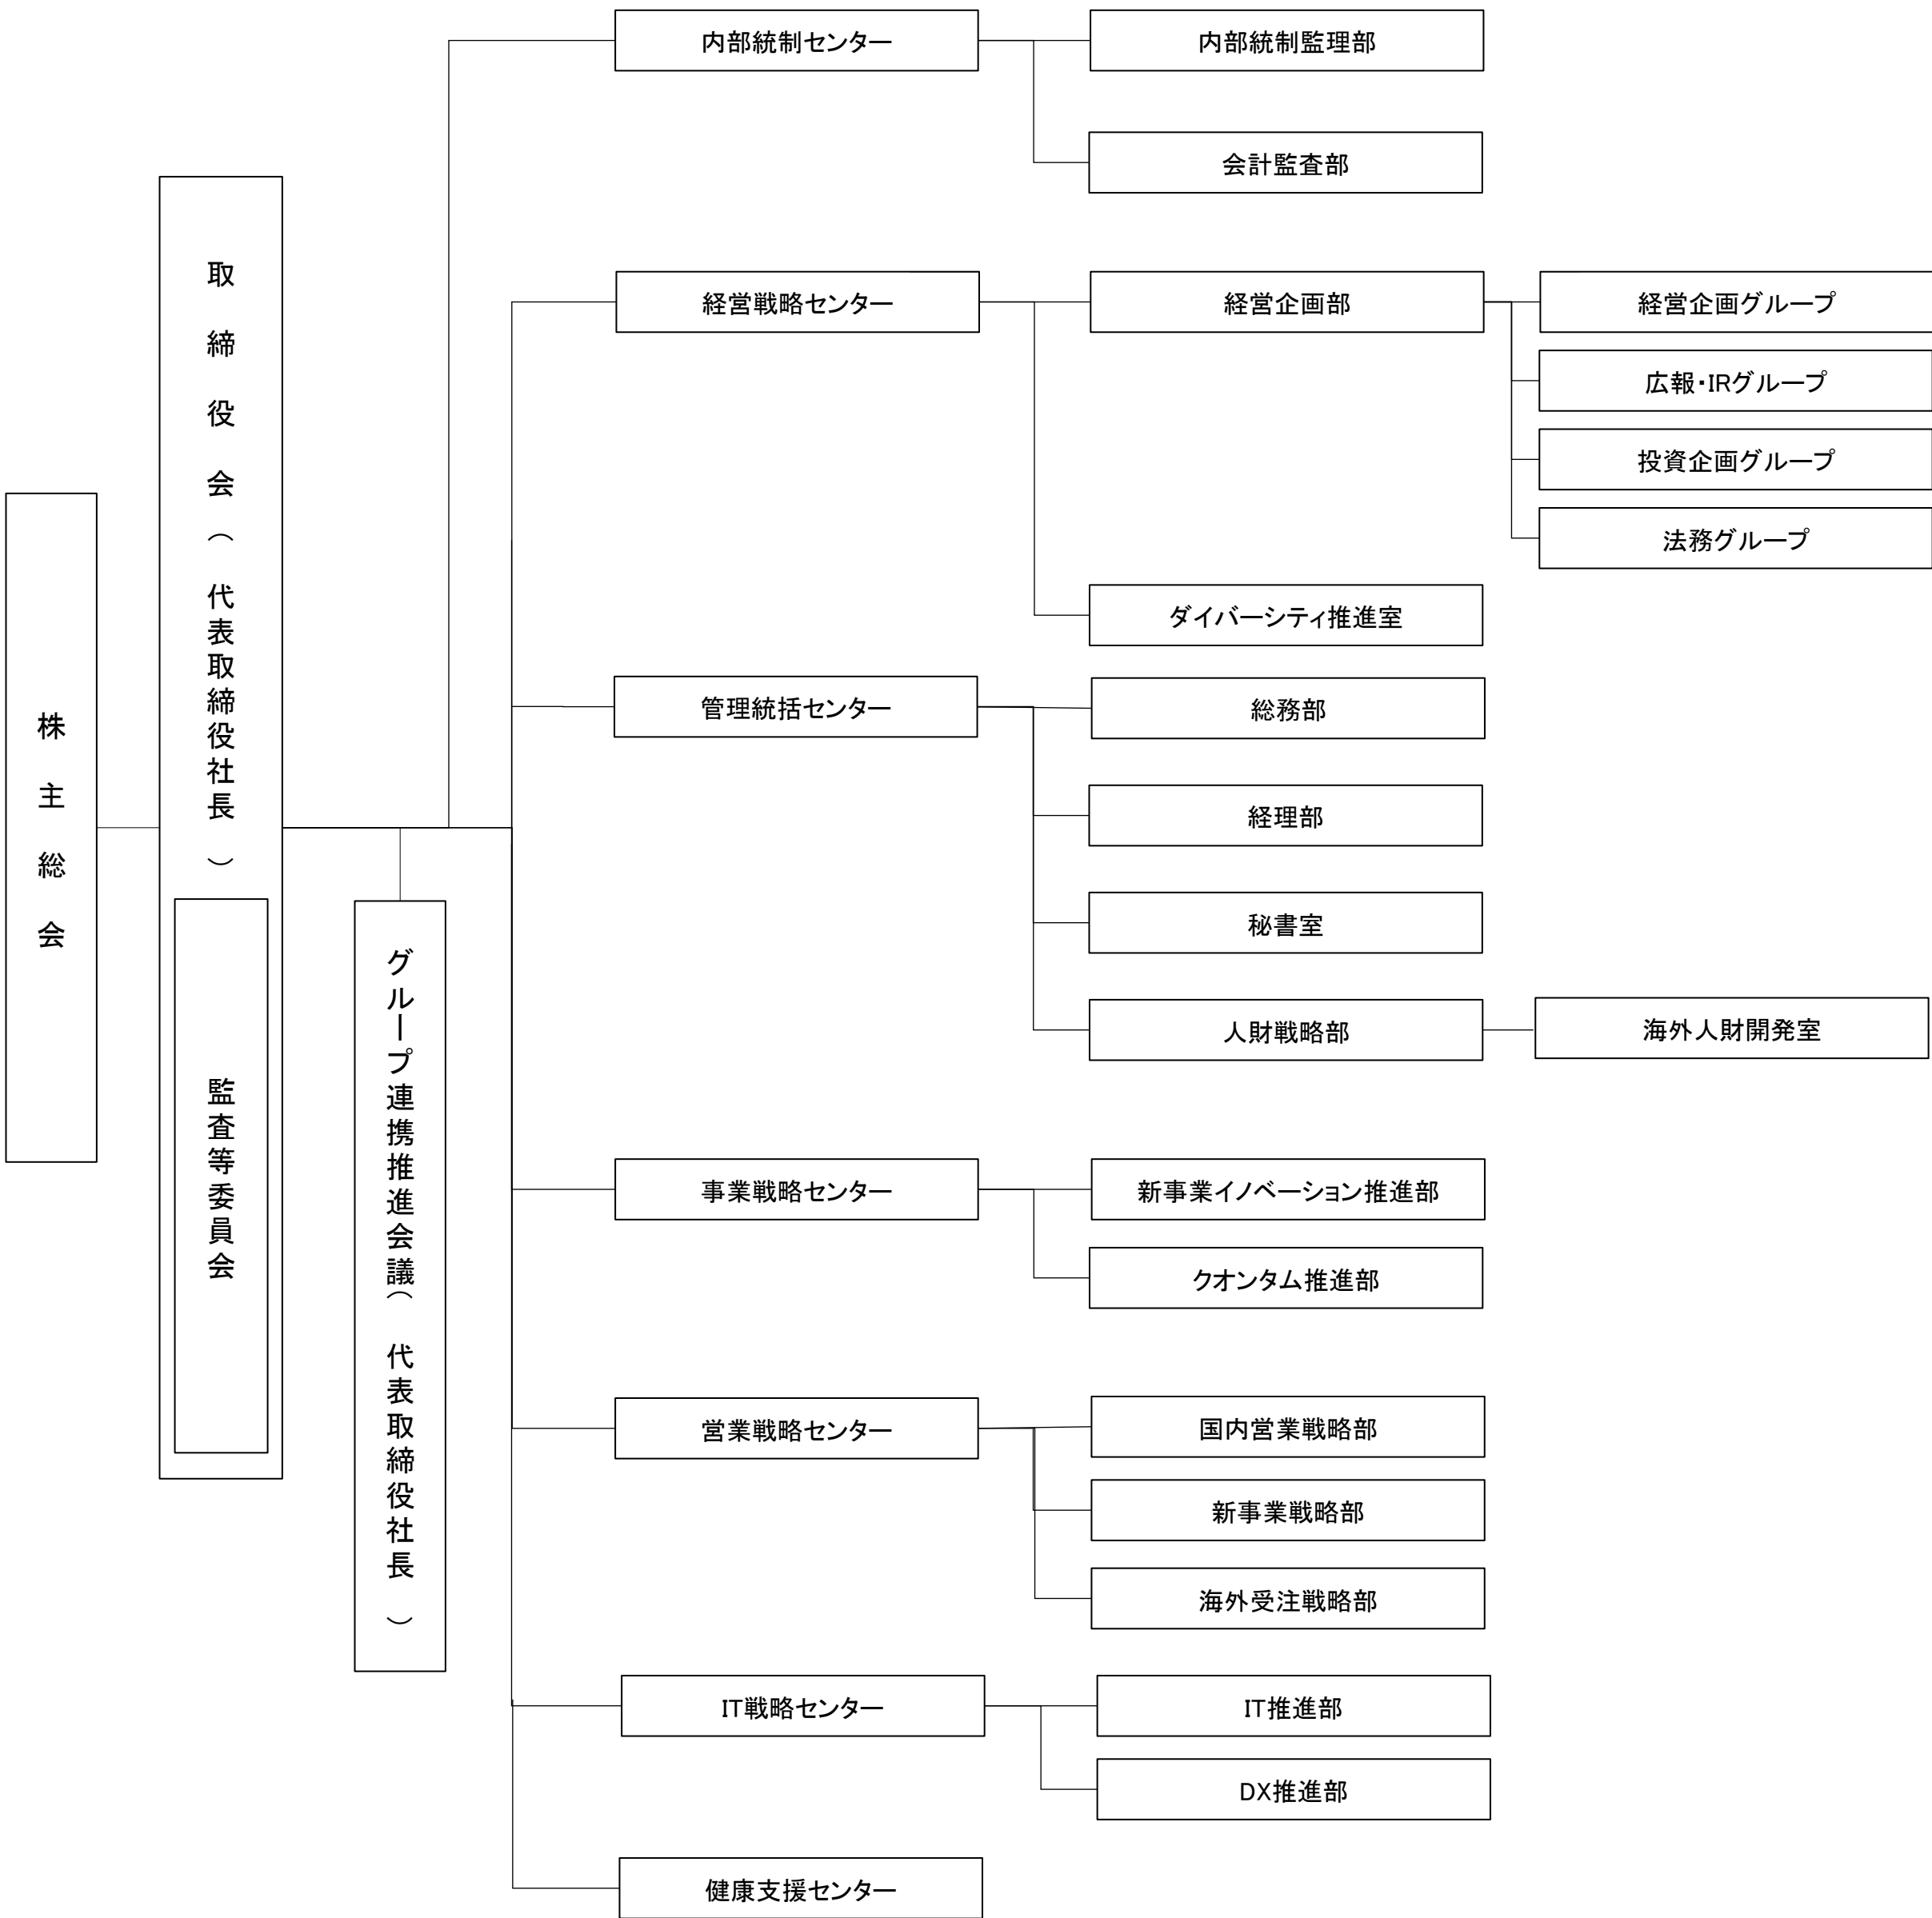 株主総会
取締役会（代表取締役社長）
監査等委員会
グループ連携推進会議（代表取締役社長）
内部統制センター
内部統制監理部
会計監査部
経営戦略センター
経営企画部
経営企画グループ
広報・IRグループ
投資企画グループ
法務グループ
ダイバーシティ推進室
管理統括センター
総務部
経理部
秘書室
人財戦略部
海外人財開発室
事業戦略センター
新事業イノベーション推進部
クオンタム推進部
営業戦略センター
国内営業戦略部
新事業戦略部
海外受注戦略部
IT戦略センター
IT推進部
DX推進部
健康支援センター